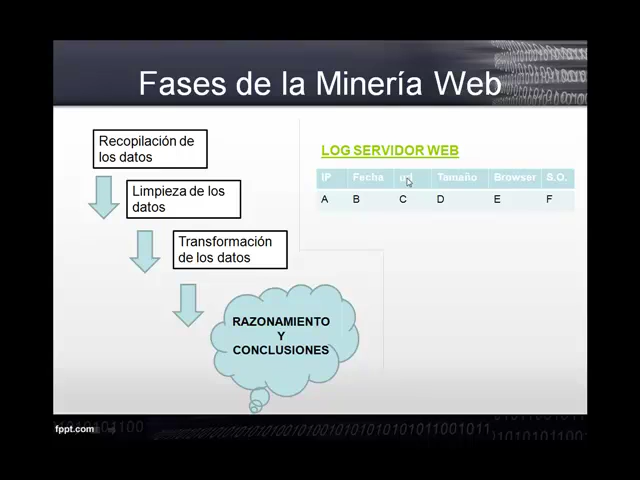 Fases de la Minería Web
Recopilación de
los datos
Limpieza de los
datos
Transformación
de los datos
RAZONAMIENTO
Y
CONCLUSIONES
LOG SERVIDOR WEB
IP Fecha url Tamaño Browser S.O.
A B C D E F
fppt.com